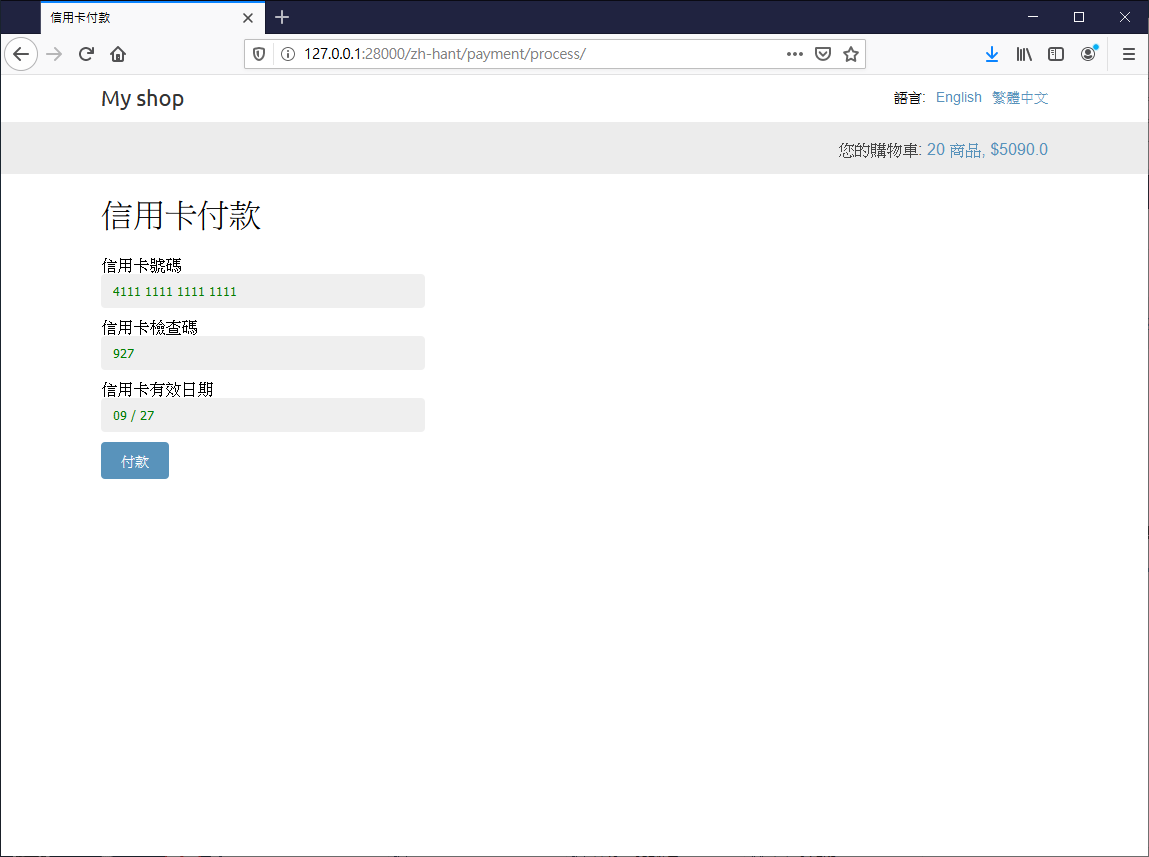 信用卡付款
127.0.0.1:28000/zh-hant/payment/process/
My shop
語言: English 繁體中文
您的購物車: 20 商品, $5090.0
信用卡付款
信用卡號碼
4111 1111 1111 1111
信用卡檢查碼
927
信用卡有效日期
09 / 27
付款